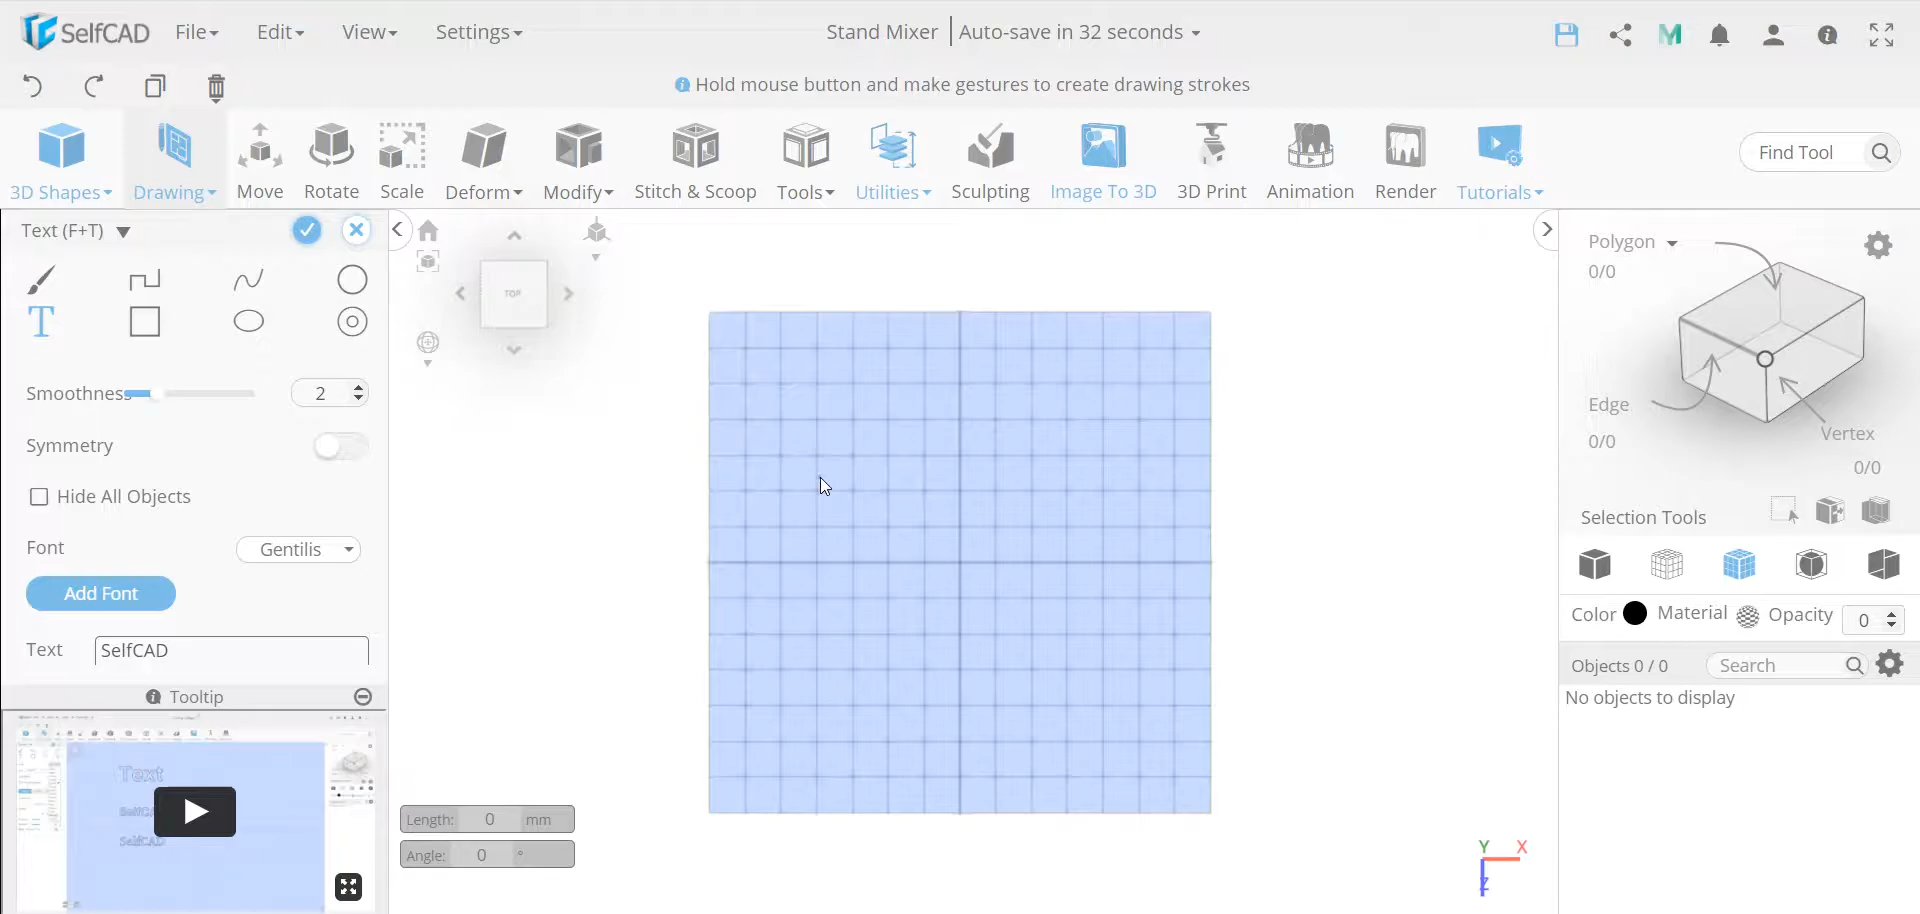 SelfCAD File Edit View Settings Stand Mixer Auto-save in 32 seconds
Hold mouse button and make gestures to create drawing strokes
3D Shapes Drawing Move Rotate Scale Deform Modify Stitch & Scoop Tools Utilities Sculpting Image To 3D 3D Print Animation Render Tutorials Find Tool
Text (F+T)
Smoothness 2
Symmetry
Hide All Objects
Font Gentilis
Add Font
Text SelfCAD
Tooltip
Text
SelfCAD
TOP
Length: 0 mm
Angle: 0 °
Y X
Z
Polygon
0/0
Edge
0/0
Vertex
0/0
Selection Tools
Color Material Opacity 0
Objects 0 / 0 Search
No objects to display